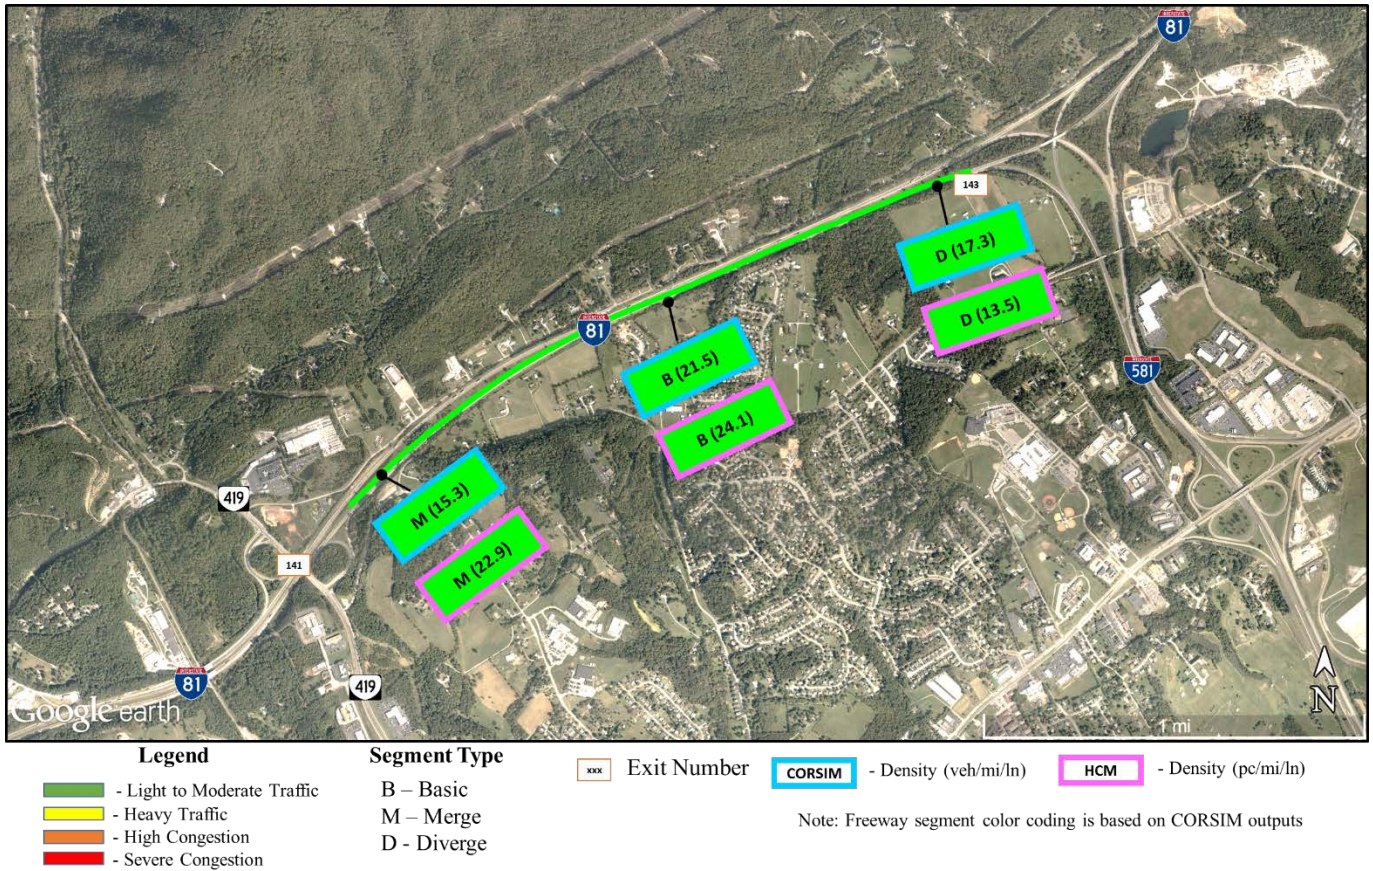 INTERSTATE
81
143
D (17.3)
D (13.5)
INTERSTATE
81
B (21.5)
B (24.1)
581
419
M (15.3)
M (22.9)
141
INTERSTATE
81
419
Google earth
N
1 mi
Legend
- Light to Moderate Traffic
- Heavy Traffic
- High Congestion
- Severe Congestion
Segment Type
B – Basic
M – Merge
D - Diverge
xxx Exit Number
CORSIM - Density (veh/mi/ln)
HCM - Density (pc/mi/ln)
Note: Freeway segment color coding is based on CORSIM outputs